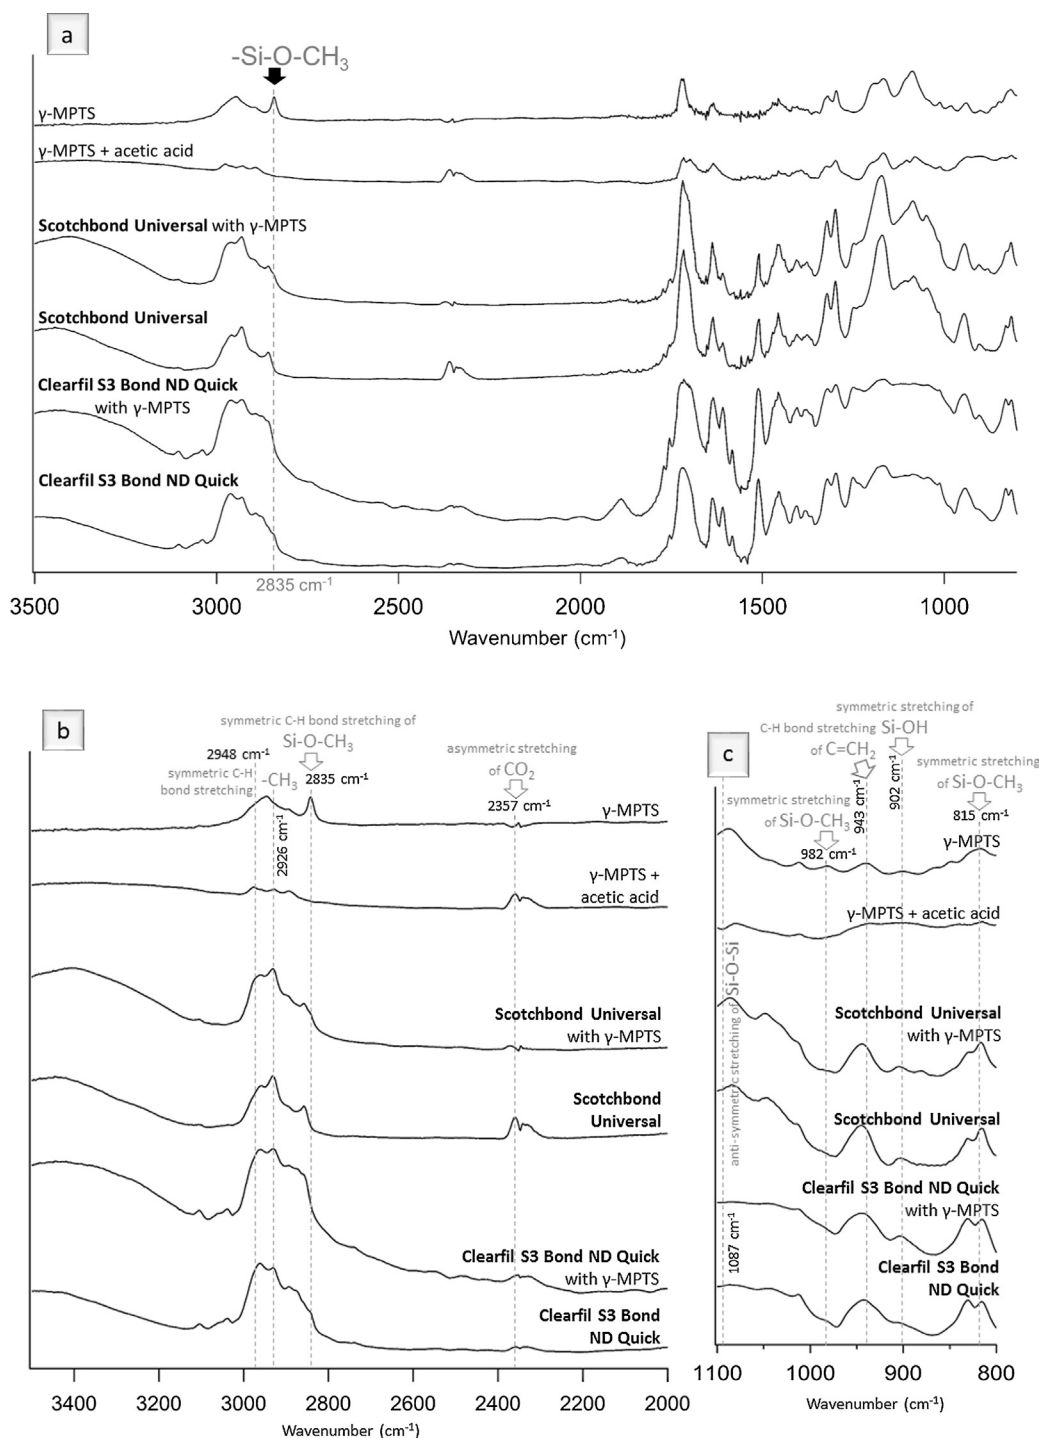 a
-Si-O-CH₃
γ-MPTS
γ-MPTS + acetic acid
Scotchbond Universal with γ-MPTS
Scotchbond Universal
Clearfil S3 Bond ND Quick
with γ-MPTS
Clearfil S3 Bond ND Quick
2835 cm⁻¹
3500 3000 2500 2000 1500 1000
Wavenumber (cm⁻¹)
b
symmetric C-H bond stretching of
Si-O-CH₃
2948 cm⁻¹
symmetric C-H
bond stretching
-CH₃
2835 cm⁻¹
2926 cm⁻¹
asymmetric stretching
of CO₂
2357 cm⁻¹
γ-MPTS
γ-MPTS +
acetic acid
Scotchbond Universal
with γ-MPTS
Scotchbond
Universal
Clearfil S3 Bond ND Quick
with γ-MPTS
Clearfil S3 Bond
ND Quick
3400 3200 3000 2800 2600 2400 2200 2000
Wavenumber (cm⁻¹)
c
symmetric stretching of
Si-OH
C-H bond stretching
of C=CH₂
943 cm⁻¹
902 cm⁻¹
symmetric stretching
of Si-O-CH₃
815 cm⁻¹
symmetric stretching
of Si-O-CH₃
982 cm⁻¹
γ-MPTS
γ-MPTS + acetic acid
anti-symmetric stretching of Si-O-Si
1087 cm⁻¹
Scotchbond Universal
with γ-MPTS
Scotchbond Universal
Clearfil S3 Bond ND Quick
with γ-MPTS
Clearfil S3 Bond
ND Quick
1100 1000 900 800
Wavenumber (cm⁻¹)